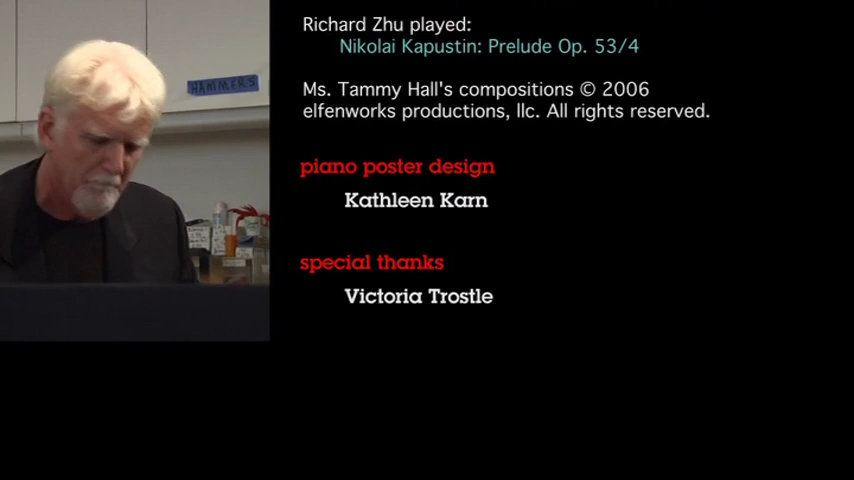 Richard Zhu played:
Nikolai Kapustin: Prelude Op. 53/4
Ms. Tammy Hall's compositions © 2006
elfenworks productions, llc. All rights reserved.
piano poster design
Kathleen Karn
special thanks
Victoria Trostle
HAMMERS